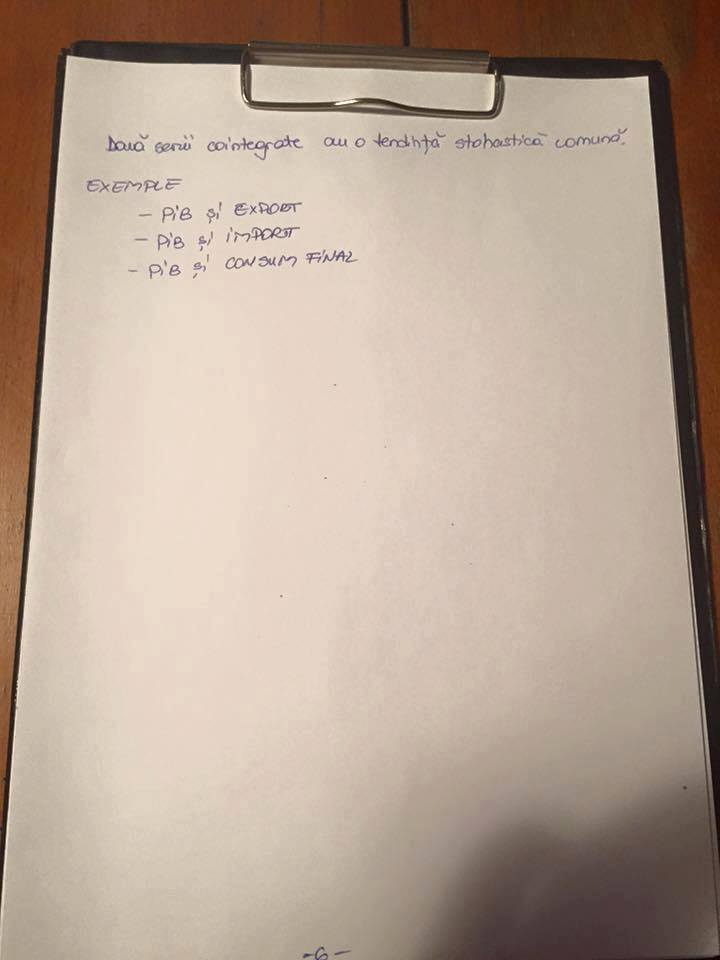 Două serii cointegrate au o tendință stohastică comună.
EXEMPLE
- PIB și EXPORT
- PIB și IMPORT
- PIB și CONSUM FINAL
-6-